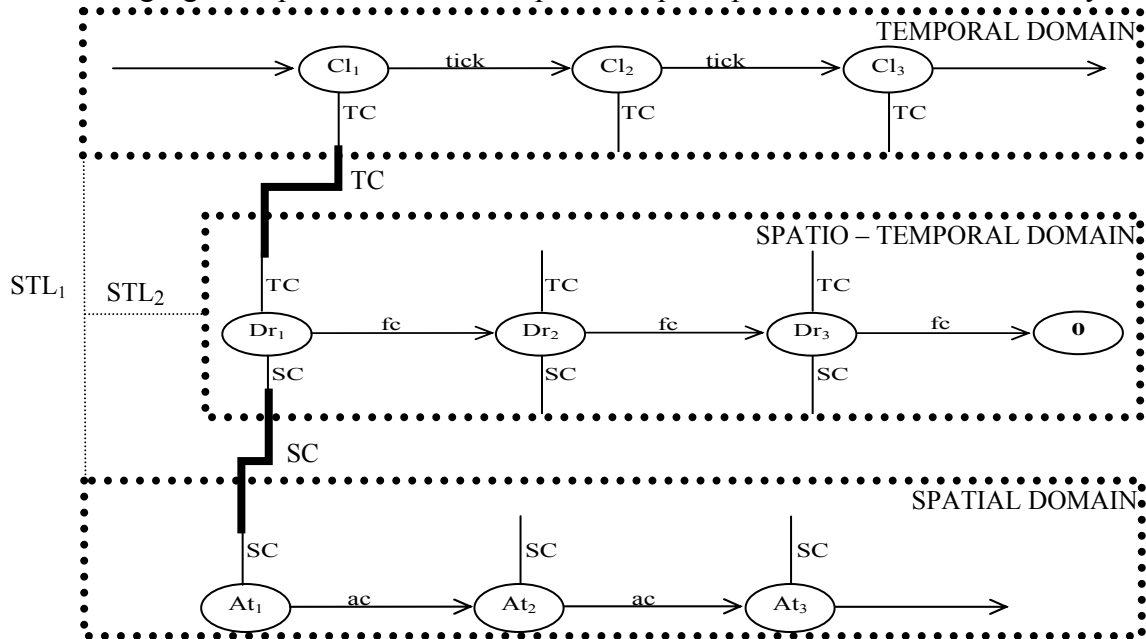 TEMPORAL DOMAIN
Cl1 tick Cl2 tick Cl3
TC TC TC
TC
SPATIO – TEMPORAL DOMAIN
STL1 STL2
TC TC TC
Dr1 fc Dr2 fc Dr3 fc 0
SC SC SC
SC
SPATIAL DOMAIN
SC SC SC
At1 ac At2 ac At3